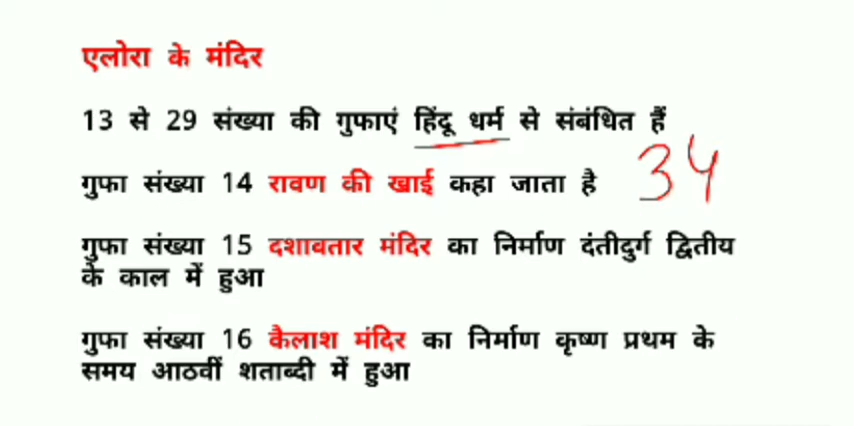 एलोरा के मंदिर
13 से 29 संख्या की गुफाएं हिंदू धर्म से संबंधित हैं
34
गुफा संख्या 14 रावण की खाई कहा जाता है
गुफा संख्या 15 दशावतार मंदिर का निर्माण दंतीदुर्ग द्वितीय
के काल में हुआ
गुफा संख्या 16 कैलाश मंदिर का निर्माण कृष्ण प्रथम के
समय आठवीं शताब्दी में हुआ